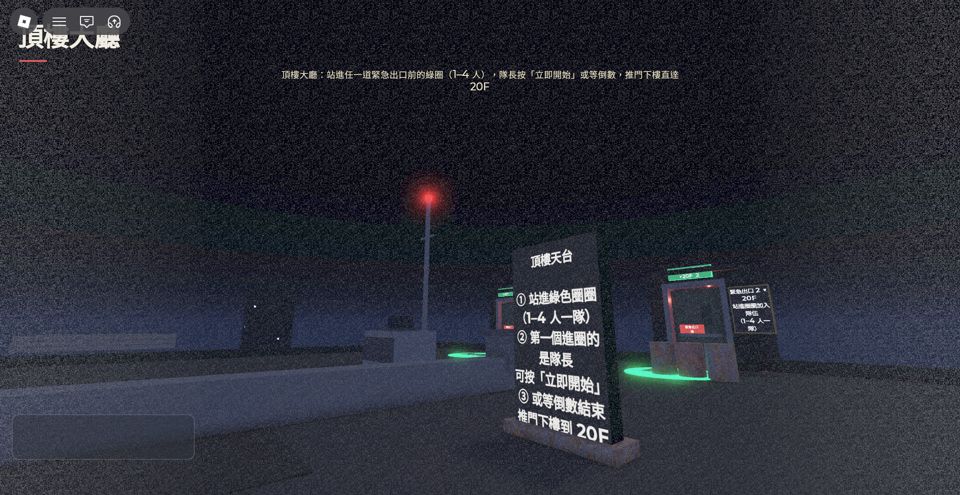 頂樓大廳
頂樓大廳：站進任一道緊急出口前的綠圈（1–4 人），隊長按「立即開始」或等倒數，推門下樓直達
20F
頂樓天台
① 站進綠色圈圈
（1–4 人一隊）
② 第一個進圈的
是隊長
可按「立即開始」
③ 或等倒數結束
推門下樓到 20F
緊急出口 2 ▾
20F
站進圈圈加入
隊伍
（1–4 人一
隊）